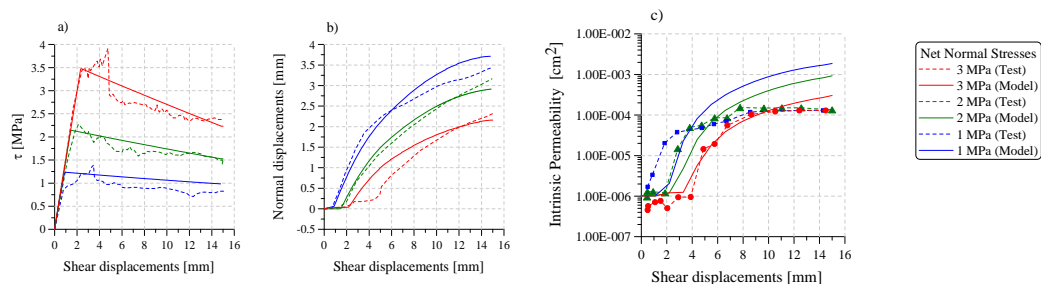 a)
τ [MPa]
4
3.5
3
2.5
2
1.5
1
0.5
0
0 2 4 6 8 10 12 14 16
Shear displacements [mm]
b)
Normal displacements [mm]
4
3.5
3
2.5
2
1.5
1
0.5
0
-0.5
0 2 4 6 8 10 12 14 16
Shear displacements [mm]
c)
Intrinsic Permeability [cm2]
1.00E-002
1.00E-003
1.00E-004
1.00E-005
1.00E-006
1.00E-007
0 2 4 6 8 10 12 14 16
Shear displacements [mm]
Net Normal Stresses
3 MPa (Test)
3 MPa (Model)
2 MPa (Test)
2 MPa (Model)
1 MPa (Test)
1 MPa (Model)